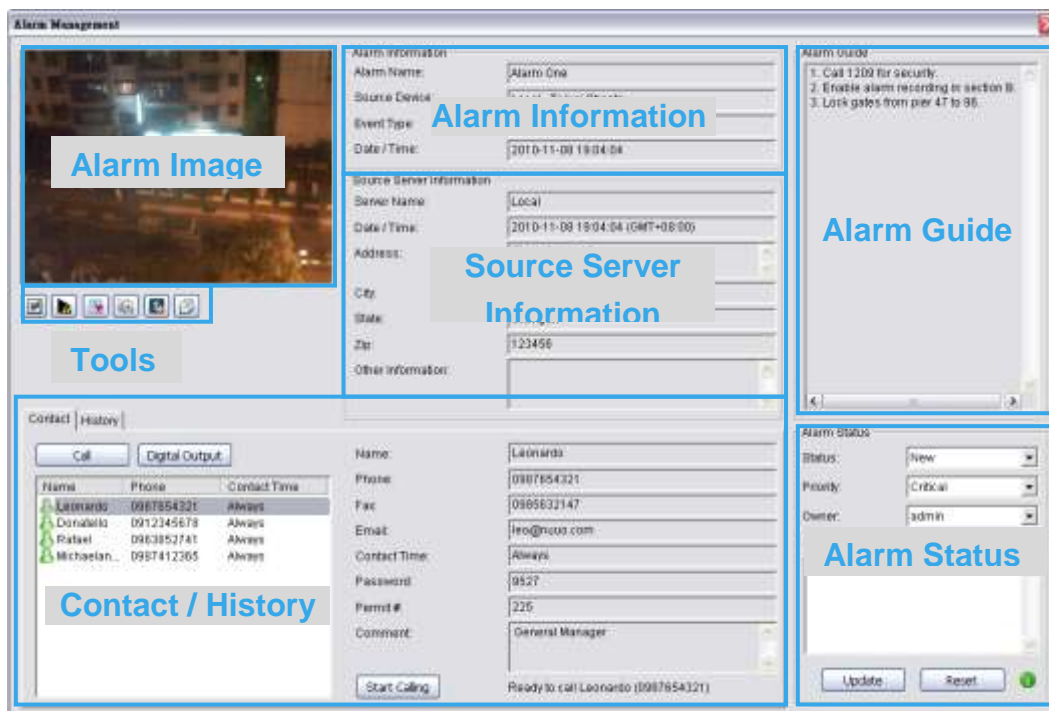 Alarm Management
Alarm Image
Tools
Alarm Information
Alarm Name: Alarm One
Source Device:
Event Type
Date / Time: 2010-11-08 19:04:04
Alarm Information
Source Server Information
Server Name: Local
Date / Time: 2010-11-08 19:04:04 (GMT+08:00)
Address:
City:
State:
Zip: 123456
Other Information:
Source Server
Information
Alarm Guide
1. Call 1209 for security.
2. Enable alarm recording in section B.
3. Lock gates from pier 47 to
Alarm Guide
Contact History
Call Digital Output
Name Phone Contact Time
Leonardo 0987654321 Always
Donatello 0912345678 Always
Rafael 0963852741 Always
Michaelan... 0987412365 Always
Contact / History
Name: Leonardo
Phone: 0987654321
Fax: 0985632147
Email: leo@nuuo.com
Contact Time: Always
Password: 9527
Permit #: 225
Comment: General Manager
Start Calling Ready to call Leonardo (0987654321)
Alarm Status
Status: New
Priority: Critical
Owner: admin
Alarm Status
Update Reset